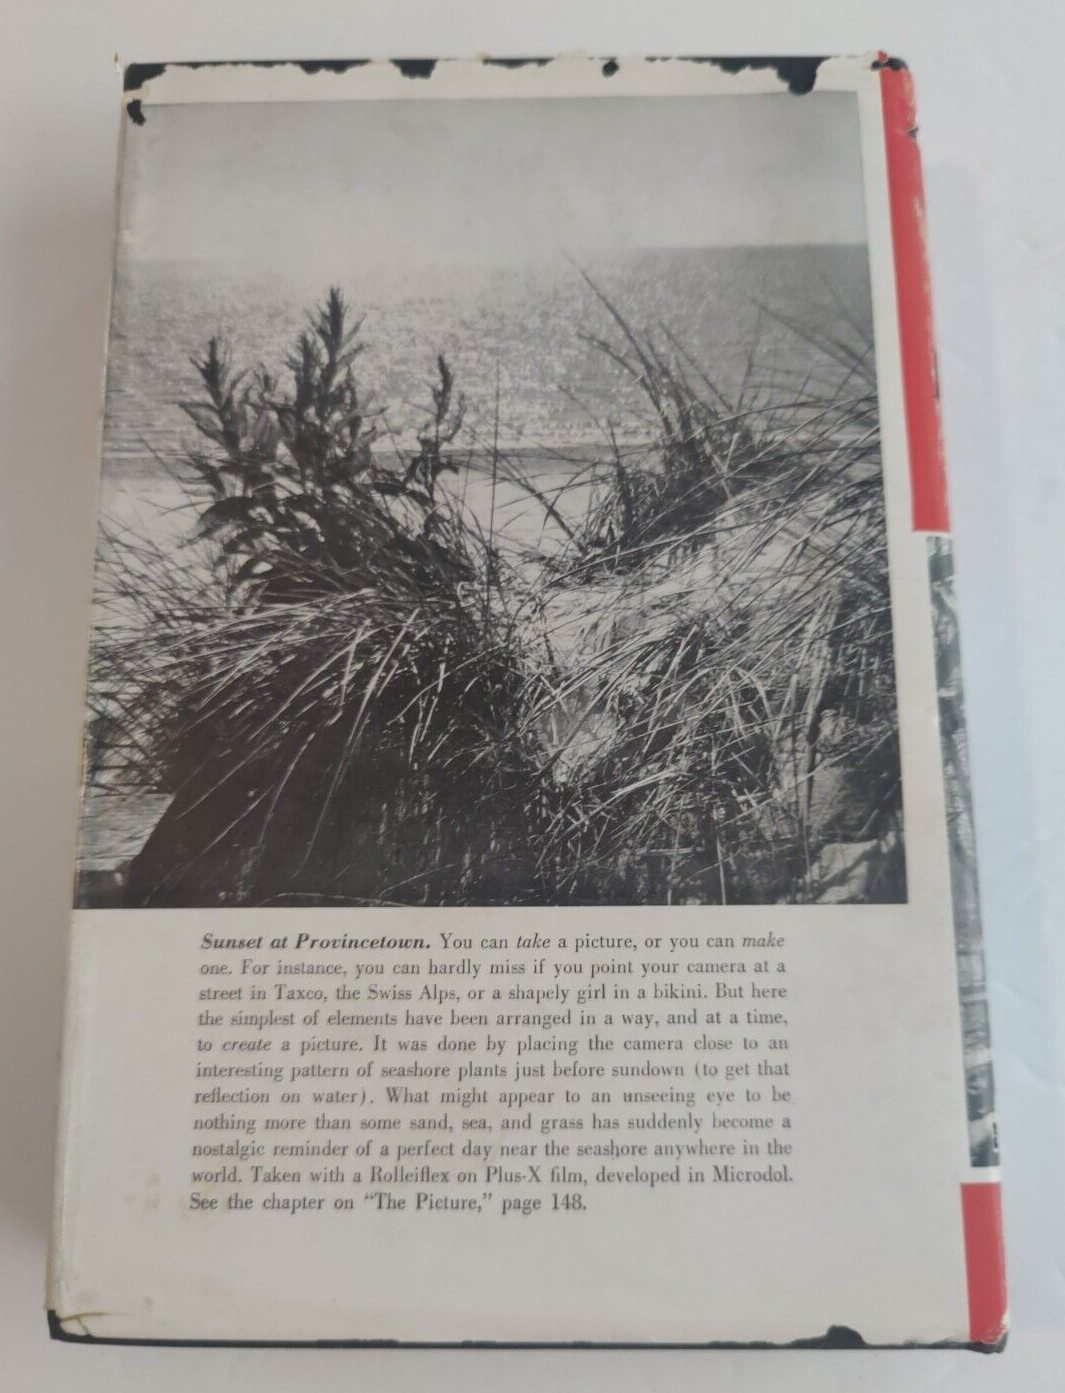 Sunset at Provincetown. You can take a picture, or you can make
one. For instance, you can hardly miss if you point your camera at a
street in Taxco, the Swiss Alps, or a shapely girl in a bikini. But here
the simplest of elements have been arranged in a way, and at a time,
to create a picture. It was done by placing the camera close to an
interesting pattern of seashore plants just before sundown (to get that
reflection on water). What might appear to an unseeing eye to be
nothing more than some sand, sea, and grass has suddenly become a
nostalgic reminder of a perfect day near the seashore anywhere in the
world. Taken with a Rolleiflex on Plus-X film, developed in Microdol.
See the chapter on "The Picture," page 148.